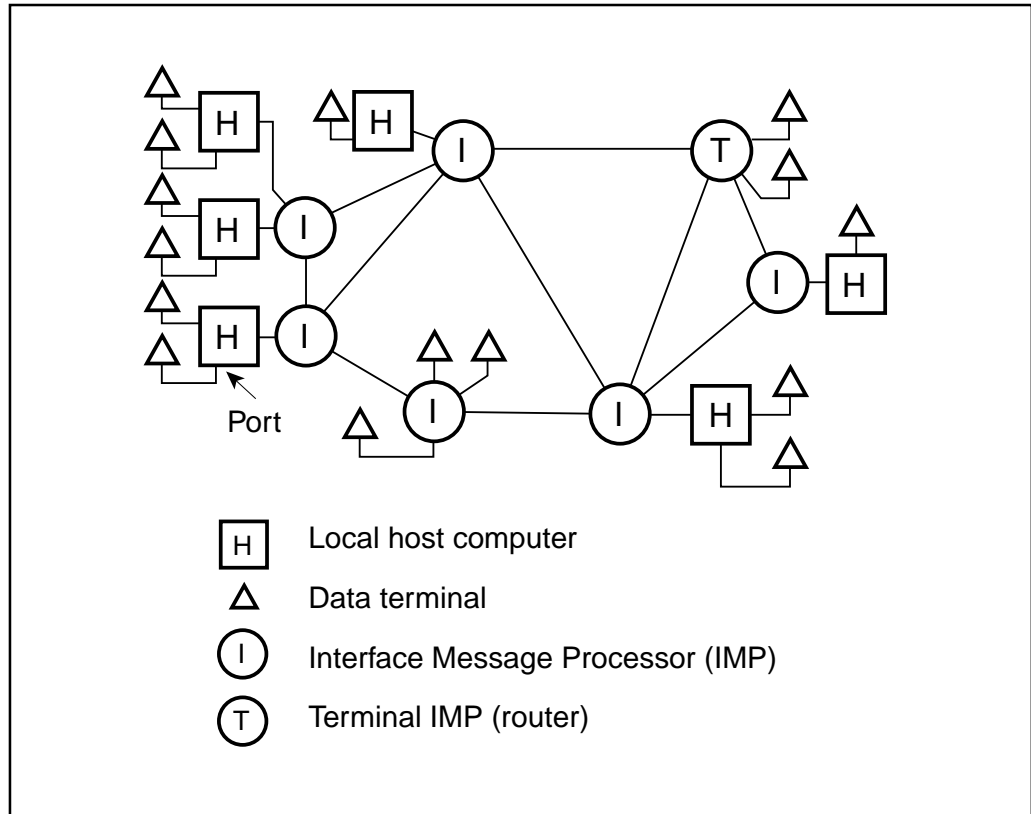 H
H
I
T
H
I
I
H
H
I
I
I
H
Port
H Local host computer
Data terminal
I Interface Message Processor (IMP)
T Terminal IMP (router)